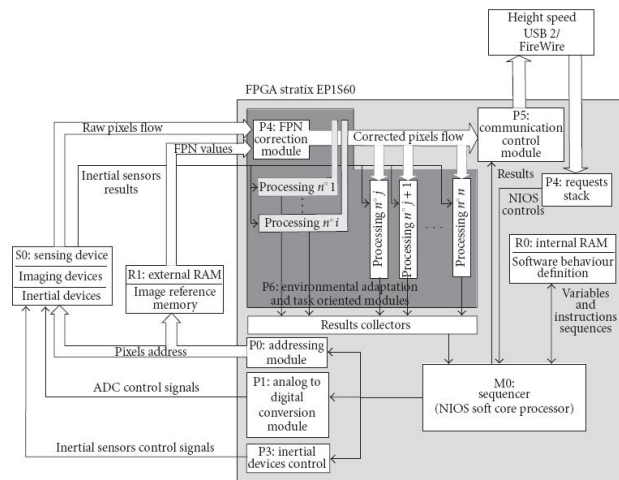 Height speed
USB 2/
FireWire
FPGA stratix EP1S60
Raw pixels flow
P4: FPN
correction
module
Corrected pixels flow
P5:
communication
control
module
FPN values
Inertial sensors
results
Processing n° 1
Processing n° i
Processing n° j
Processing n° j + 1
. . .
Processing n° n
Results
NIOS
controls
P4: requests
stack
S0: sensing device
Imaging devices
Inertial devices
R1: external RAM
Image reference
memory
P6: environmental adaptation
and task oriented modules
R0: internal RAM
Software behaviour
definition
Variables
and
instructions
sequences
Results collectors
Pixels address
P0: addressing
module
ADC control signals
P1: analog to
digital
conversion
module
M0:
sequencer
(NIOS soft core processor)
Inertial sensors control signals
P3: inertial
devices control